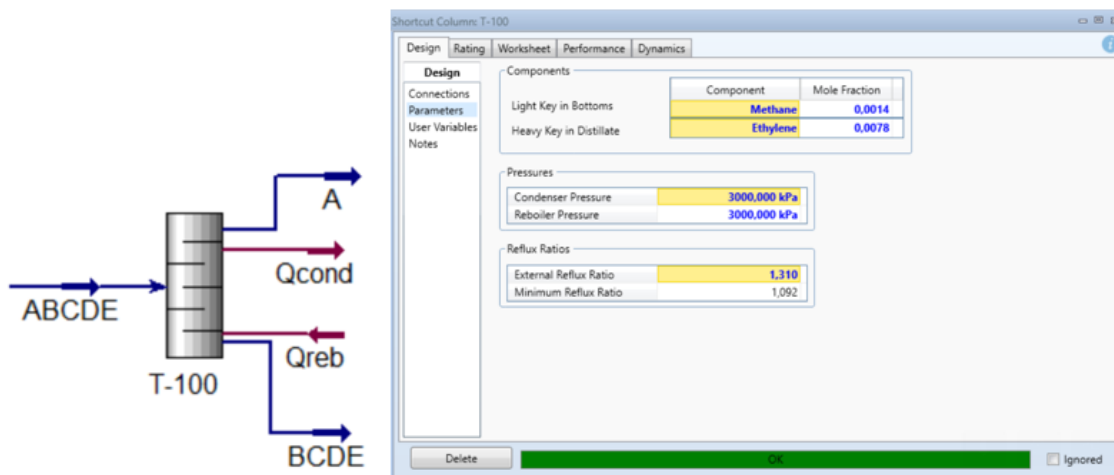 A
Qcond
ABCDE
Qreb
T-100
BCDE
Shortcut Column: T-100
Design Rating Worksheet Performance Dynamics
Design
Connections
Parameters
User Variables
Notes
Components
Component Mole Fraction
Light Key in Bottoms Methane 0,0014
Heavy Key in Distillate Ethylene 0,0078
Pressures
Condenser Pressure 3000,000 kPa
Reboiler Pressure 3000,000 kPa
Reflux Ratios
External Reflux Ratio 1,310
Minimum Reflux Ratio 1,092
Delete OK Ignored